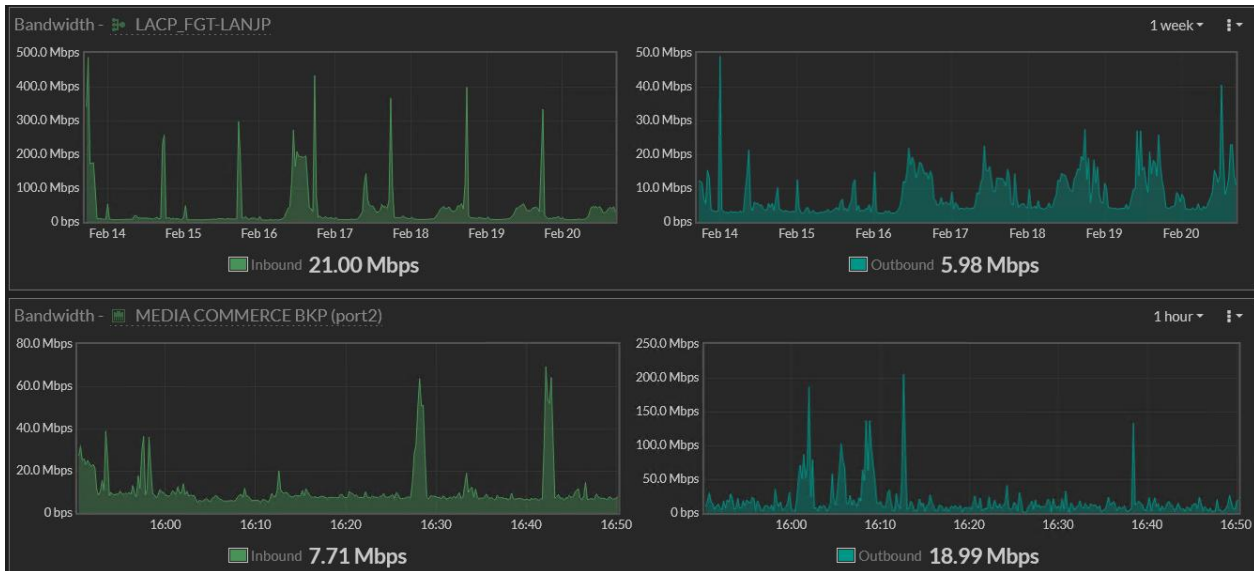 Bandwidth - LACP_FGT-LANJP
1 week
500.0 Mbps
400.0 Mbps
300.0 Mbps
200.0 Mbps
100.0 Mbps
0 bps
Feb 14 Feb 15 Feb 16 Feb 17 Feb 18 Feb 19 Feb 20
Inbound 21.00 Mbps
50.0 Mbps
40.0 Mbps
30.0 Mbps
20.0 Mbps
10.0 Mbps
0 bps
Feb 14 Feb 15 Feb 16 Feb 17 Feb 18 Feb 19 Feb 20
Outbound 5.98 Mbps
Bandwidth - MEDIA COMMERCE BKP (port2)
1 hour
80.0 Mbps
60.0 Mbps
40.0 Mbps
20.0 Mbps
0 bps
16:00 16:10 16:20 16:30 16:40 16:50
Inbound 7.71 Mbps
250.0 Mbps
200.0 Mbps
150.0 Mbps
100.0 Mbps
50.0 Mbps
0 bps
16:00 16:10 16:20 16:30 16:40 16:50
Outbound 18.99 Mbps